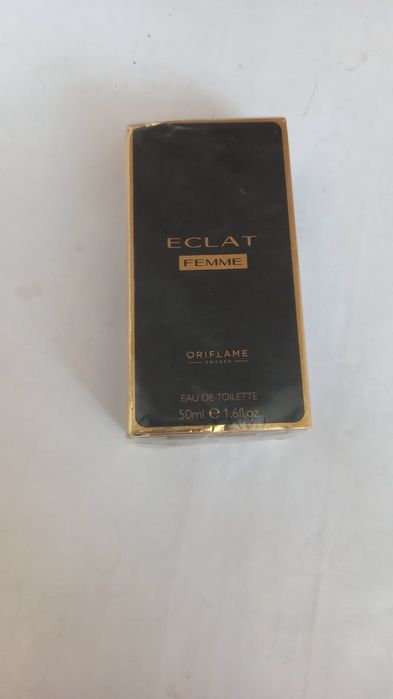 ECLAT
FEMME
ORIFLAME
SWEDEN
EAU DE TOILETTE
50ml ℮ 1.6fl.oz.